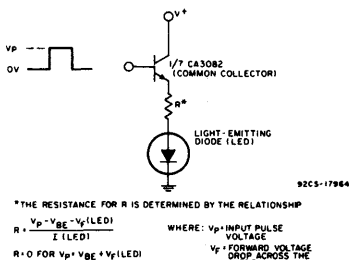 V+
VP
OV
1/7 CA3082
(COMMON COLLECTOR)
R*
LIGHT-EMITTING
DIODE (LED)
92CS-17964
*THE RESISTANCE FOR R IS DETERMINED BY THE RELATIONSHIP
R = VP - VBE - VF (LED)
I (LED)
WHERE: VP = INPUT PULSE
VOLTAGE
R = O FOR VP = VBE + VF (LED)
VF = FORWARD VOLTAGE
DROP ACROSS THE